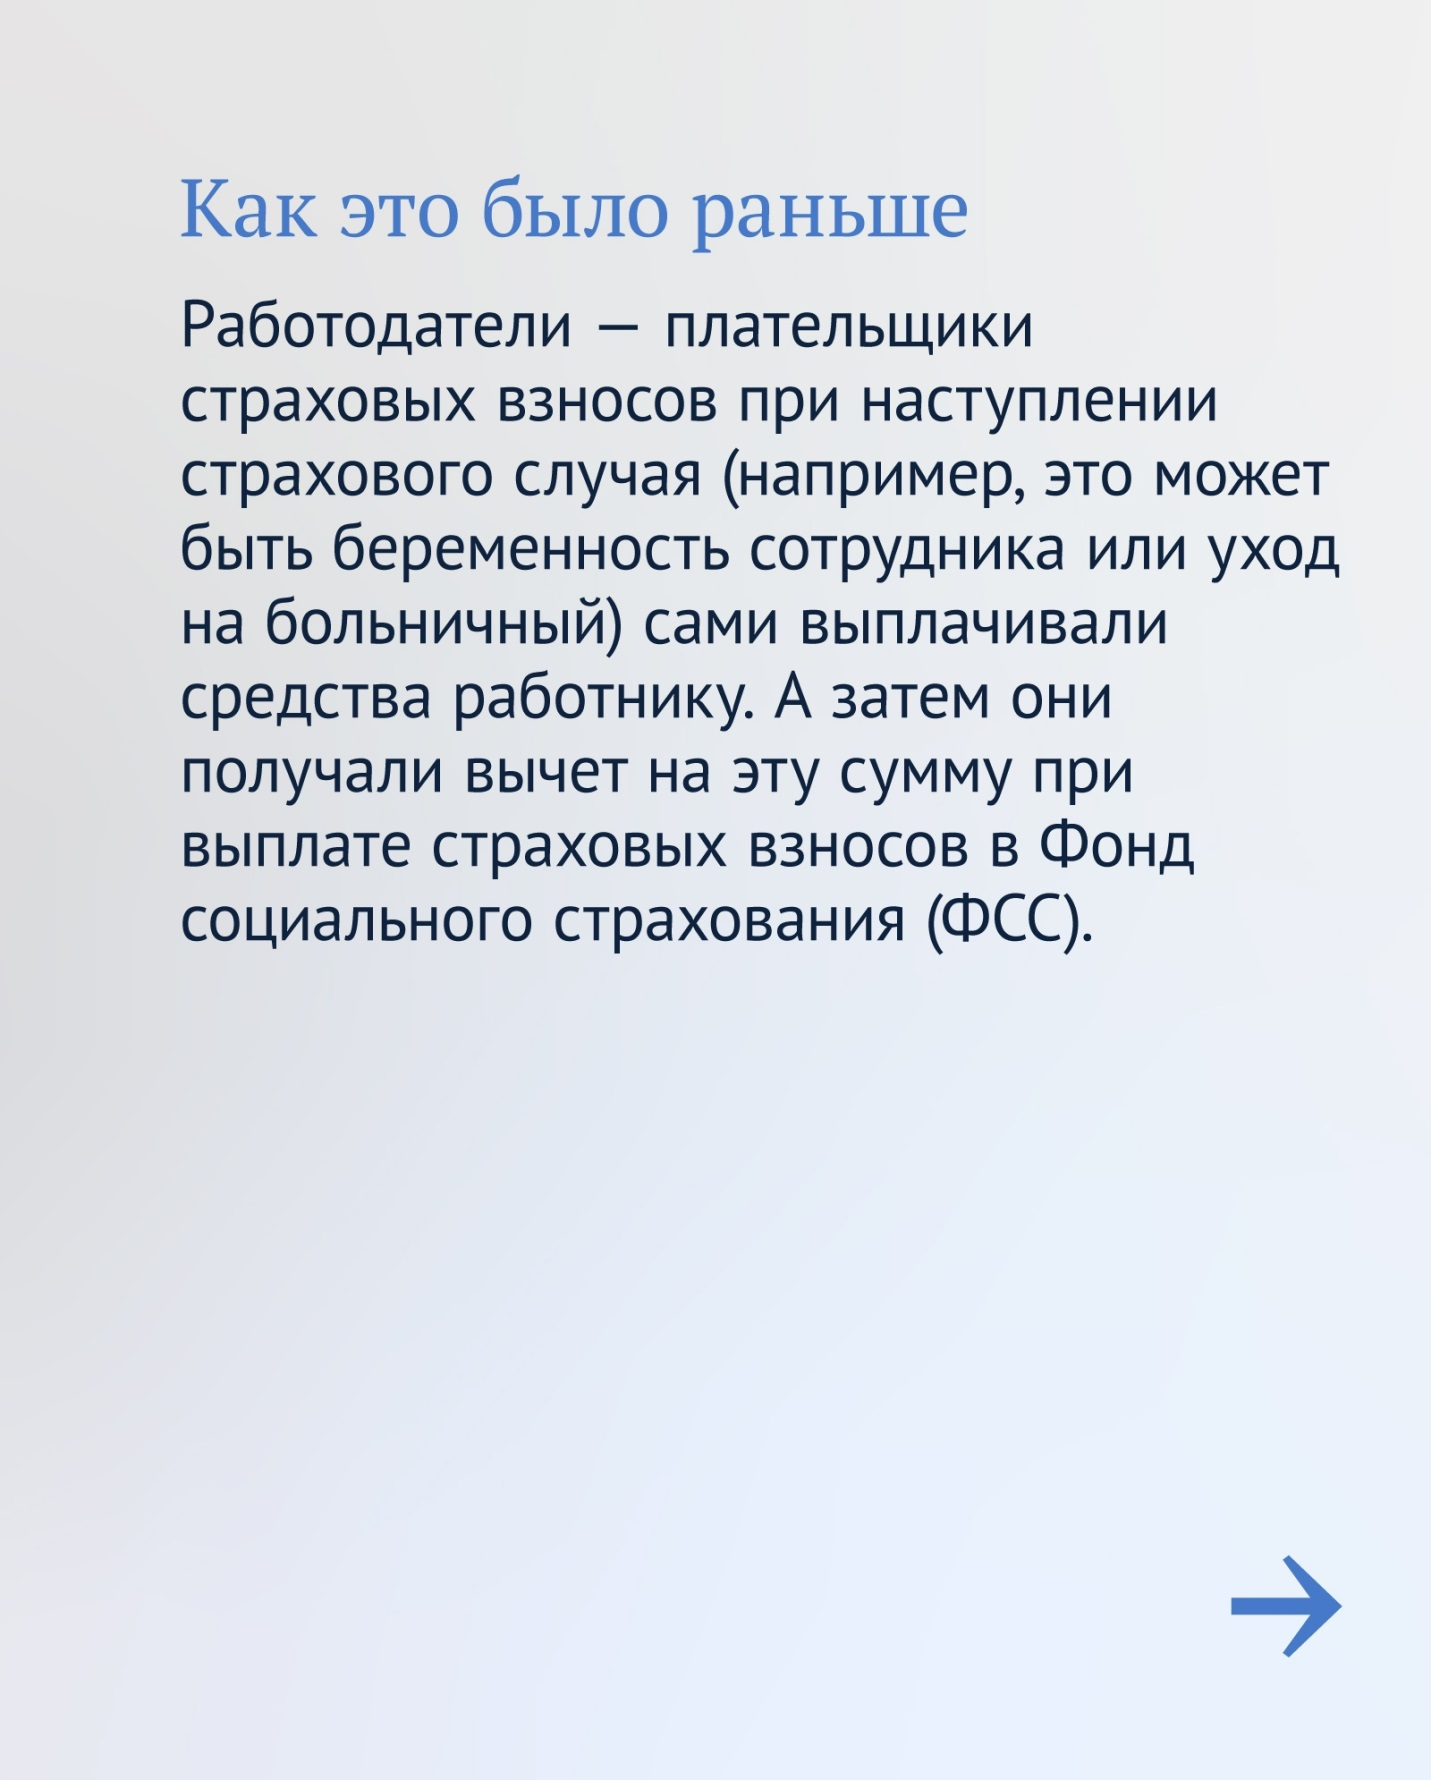 Как это было раньше
Работодатели — плательщики
страховых взносов при наступлении
страхового случая (например, это может
быть беременность сотрудника или уход
на больничный) сами выплачивали
средства работнику. А затем они
получали вычет на эту сумму при
выплате страховых взносов в Фонд
социального страхования (ФСС).